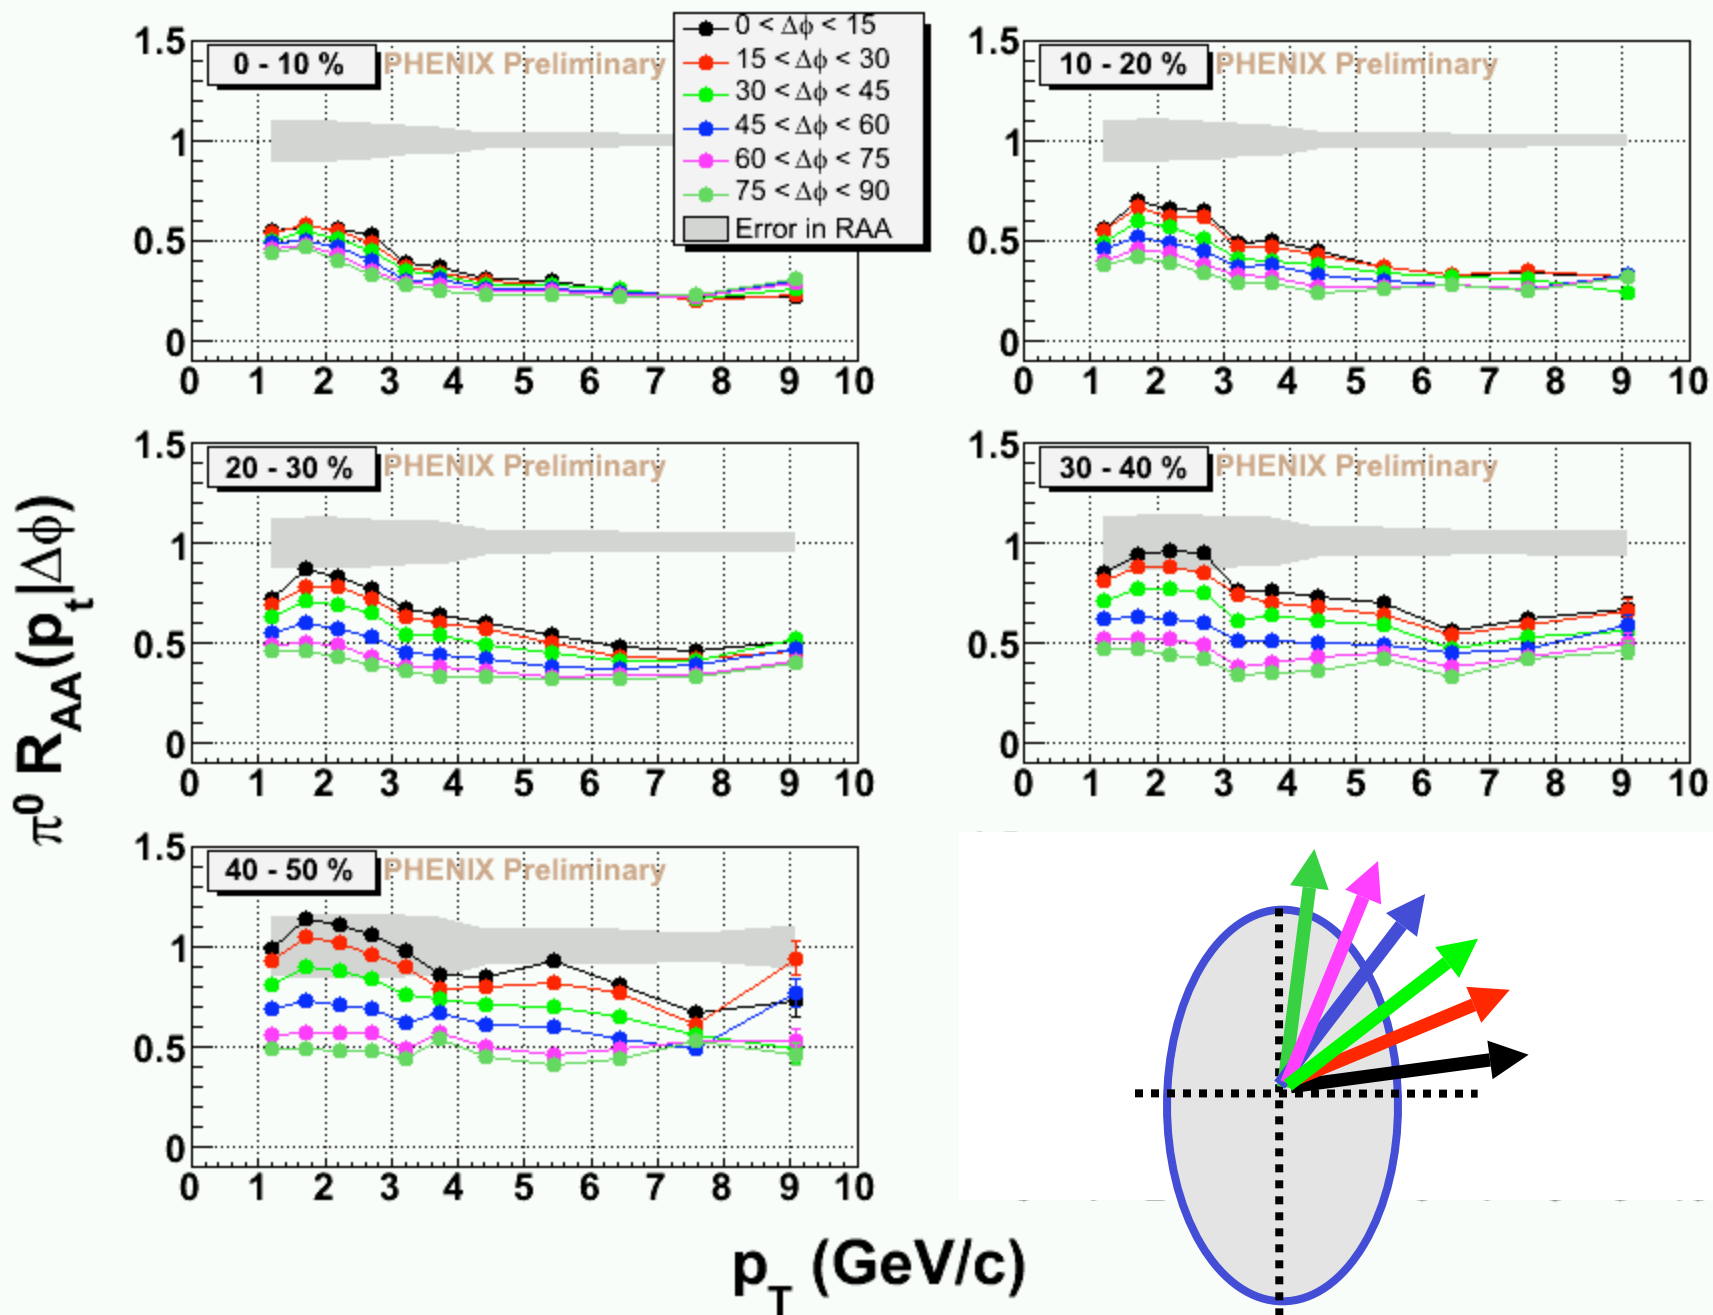 0 < Δϕ < 15
15 < Δϕ < 30
30 < Δϕ < 45
45 < Δϕ < 60
60 < Δϕ < 75
75 < Δϕ < 90
Error in RAA
0 - 10 %
PHENIX Preliminary
1.5
1
0.5
0
0 1 2 3 4 5 6 7 8 9 10
10 - 20 %
PHENIX Preliminary
1.5
1
0.5
0
0 1 2 3 4 5 6 7 8 9 10
20 - 30 %
PHENIX Preliminary
1.5
1
0.5
0
0 1 2 3 4 5 6 7 8 9 10
30 - 40 %
PHENIX Preliminary
1.5
1
0.5
0
0 1 2 3 4 5 6 7 8 9 10
40 - 50 %
PHENIX Preliminary
1.5
1
0.5
0
0 1 2 3 4 5 6 7 8 9 10
π⁰ R_AA(p_t|Δϕ)
p_T (GeV/c)